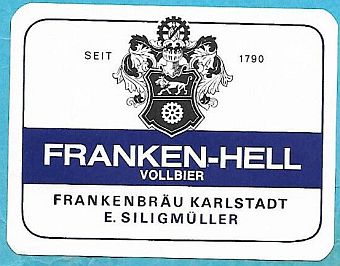 SEIT 1790
FRANKEN-HELL
VOLLBIER
FRANKENBRÄU KARLSTADT
E. SILIGMÜLLER